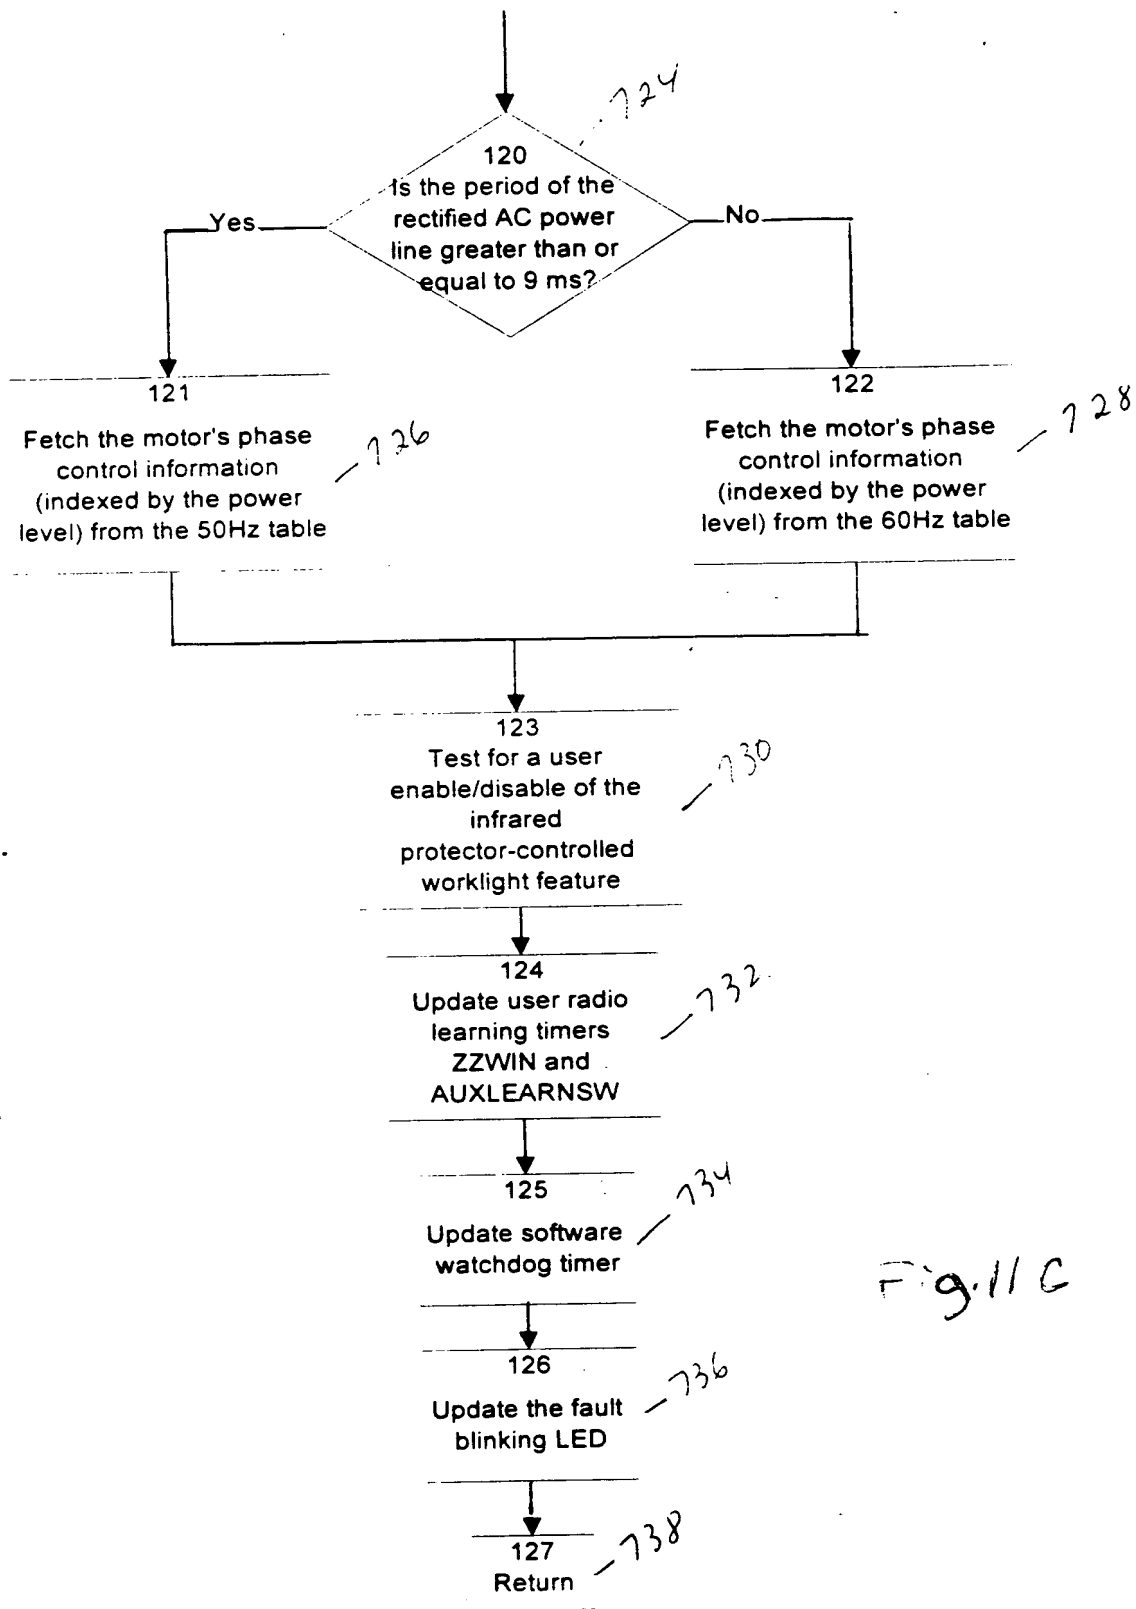 724
120
Is the period of the
rectified AC power
line greater than or
equal to 9 ms?
Yes
No
121
Fetch the motor's phase
control information
(indexed by the power
level) from the 50Hz table
726
122
Fetch the motor's phase
control information
(indexed by the power
level) from the 60Hz table
728
123
Test for a user
enable/disable of the
infrared
protector-controlled
worklight feature
730
124
Update user radio
learning timers
ZZWIN and
AUXLEARNSW
732
125
Update software
watchdog timer
734
Fig. 11 C
126
Update the fault
blinking LED
736
127
Return
738